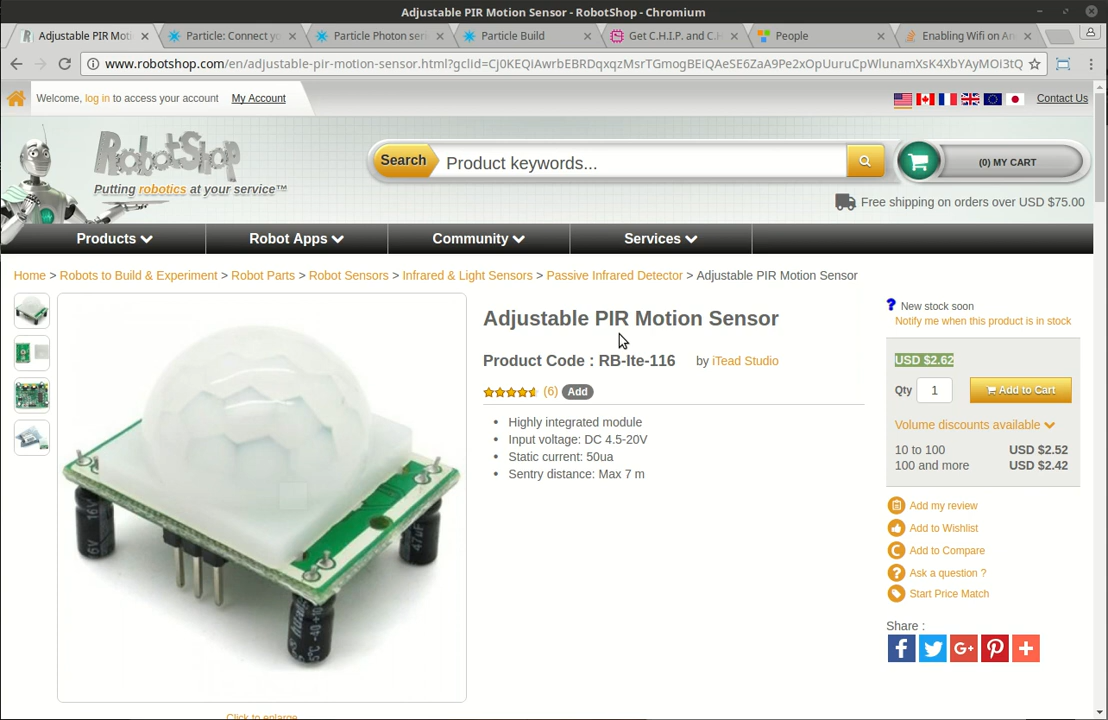 Adjustable PIR Motion Sensor - RobotShop - Chromium
Adjustable PIR Moti
Particle: Connect yo
Particle Photon seri
Particle Build
Get C.H.I.P. and C.H
People
Enabling Wifi on An
www.robotshop.com/en/adjustable-pir-motion-sensor.html?gclid=Cj0KEQiAwrbEBRDqxqzMsrTGmogBEiQAeSE6ZaA9Pe2xOpUuruCpWlunamXsK4XbYAyMOi3tQ
Welcome, log in to access your account
My Account
Contact Us
RobotShop
Putting robotics at your service™
Search
Product keywords...
(0) MY CART
Free shipping on orders over USD $75.00
Products
Robot Apps
Community
Services
Home > Robots to Build & Experiment > Robot Parts > Robot Sensors > Infrared & Light Sensors > Passive Infrared Detector > Adjustable PIR Motion Sensor
Adjustable PIR Motion Sensor
Product Code : RB-Ite-116 by iTead Studio
(6) Add
• Highly integrated module
• Input voltage: DC 4.5-20V
• Static current: 50ua
• Sentry distance: Max 7 m
? New stock soon
Notify me when this product is in stock
USD $2.62
Qty 1 Add to Cart
Volume discounts available
10 to 100 USD $2.52
100 and more USD $2.42
Add my review
Add to Wishlist
Add to Compare
Ask a question ?
Start Price Match
Share :
16V
Click to enlarge